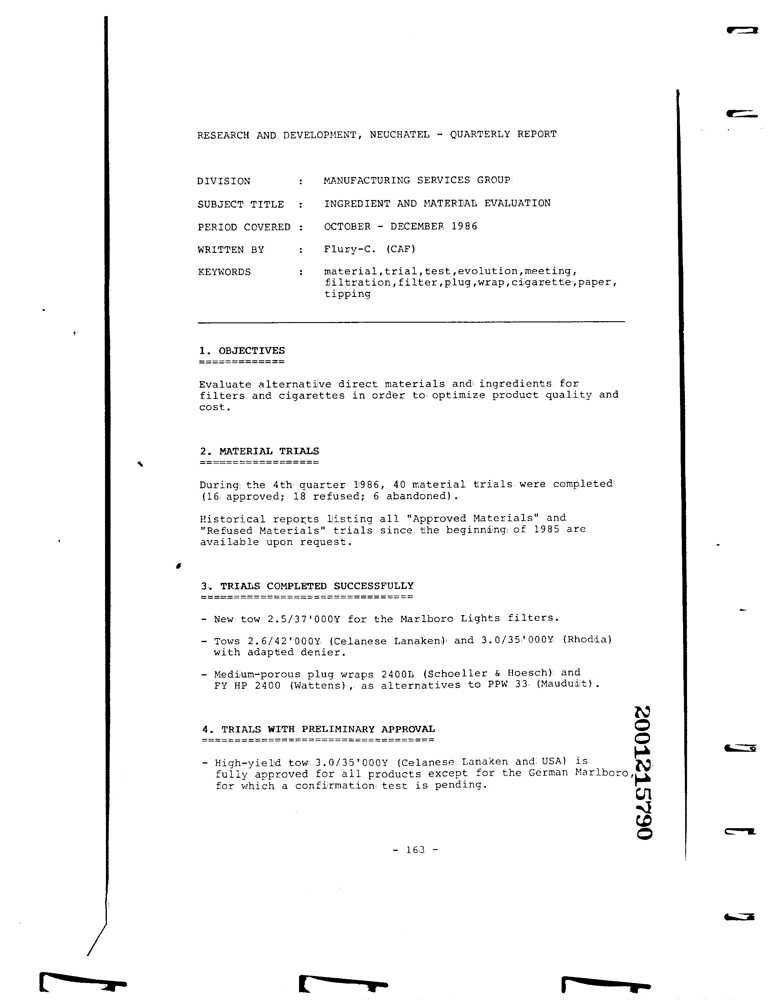 RESEARCH AND DEVELOPMENT, NEUCHATEL - QUARTERLY REPORT
DIVISION : MANUFACTURING SERVICES GROUP
SUBJECT TITLE : INGREDIENT AND MATERIAL EVALUATION
PERIOD COVERED : OCTOBER - DECEMBER 1986
WRITTEN BY : Flury-C. (CAF)
KEYWORDS : material,trial,test,evolution,meeting,
filtration,filter,plug,wrap,cigarette,paper,
tipping
1. OBJECTIVES
=============
Evaluate alternative direct materials and ingredients for
filters and cigarettes in order to optimize product quality and
cost.
2. MATERIAL TRIALS
==================
During the 4th quarter 1986, 40 material trials were completed
(16 approved; 18 refused; 6 abandoned).
Historical reports listing all "Approved Materials" and
"Refused Materials" trials since the beginning of 1985 are
available upon request.
3. TRIALS COMPLETED SUCCESSFULLY
================================
- New tow 2.5/37'000Y for the Marlboro Lights filters.
- Tows 2.6/42'000Y (Celanese Lanaken) and 3.0/35'000Y (Rhodia)
with adapted denier.
- Medium-porous plug wraps 2400L (Schoeller & Hoesch) and
FY HP 2400 (Wattens), as alternatives to PPW 33 (Mauduit).
4. TRIALS WITH PRELIMINARY APPROVAL
===================================
- High-yield tow 3.0/35'000Y (Celanese Lanaken and USA) is
fully approved for all products except for the German Marlboro,
for which a confirmation test is pending.
2001215790
- 163 -